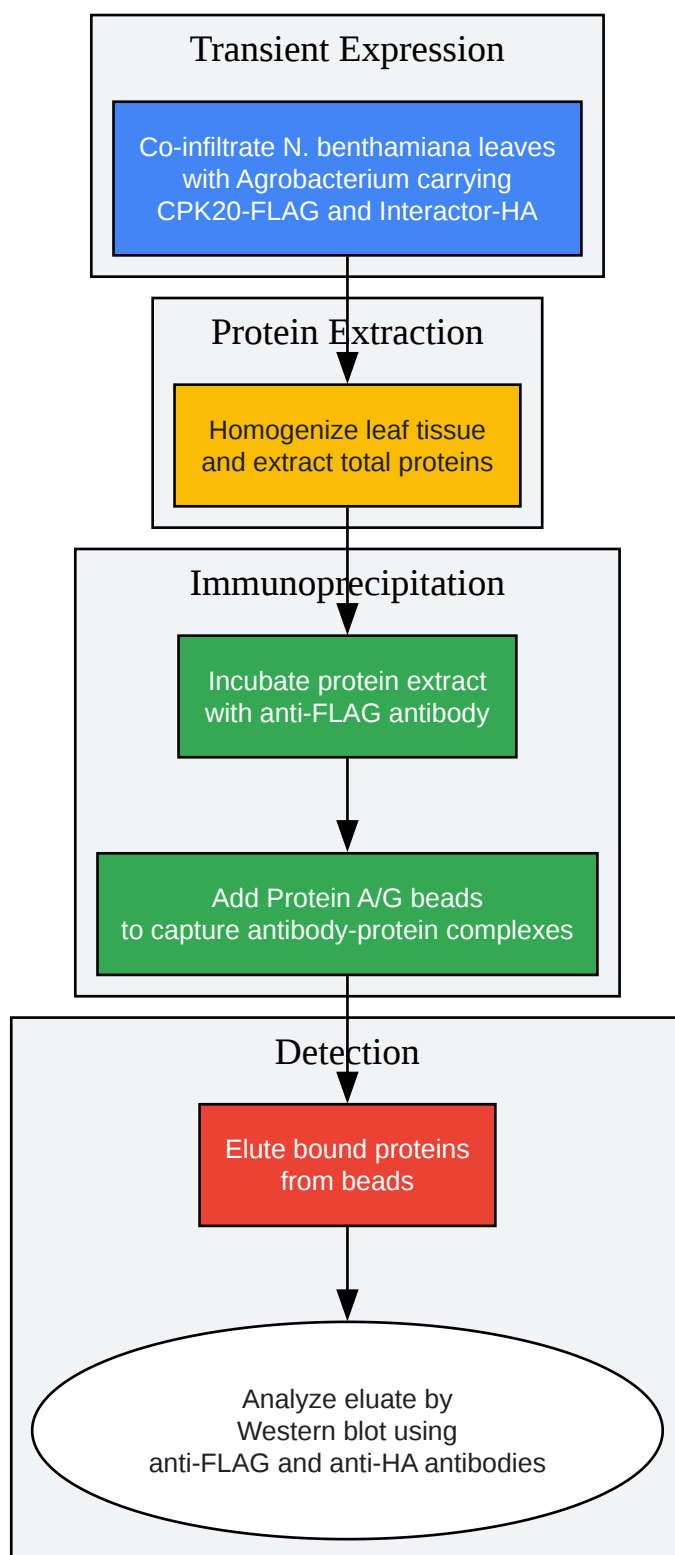 Transient Expression
Co-infiltrate N. benthamiana leaves
with Agrobacterium carrying
CPK20-FLAG and Interactor-HA
Protein Extraction
Homogenize leaf tissue
and extract total proteins
Immunoprecipitation
Incubate protein extract
with anti-FLAG antibody
Add Protein A/G beads
to capture antibody-protein complexes
Detection
Elute bound proteins
from beads
Analyze eluate by
Western blot using
anti-FLAG and anti-HA antibodies